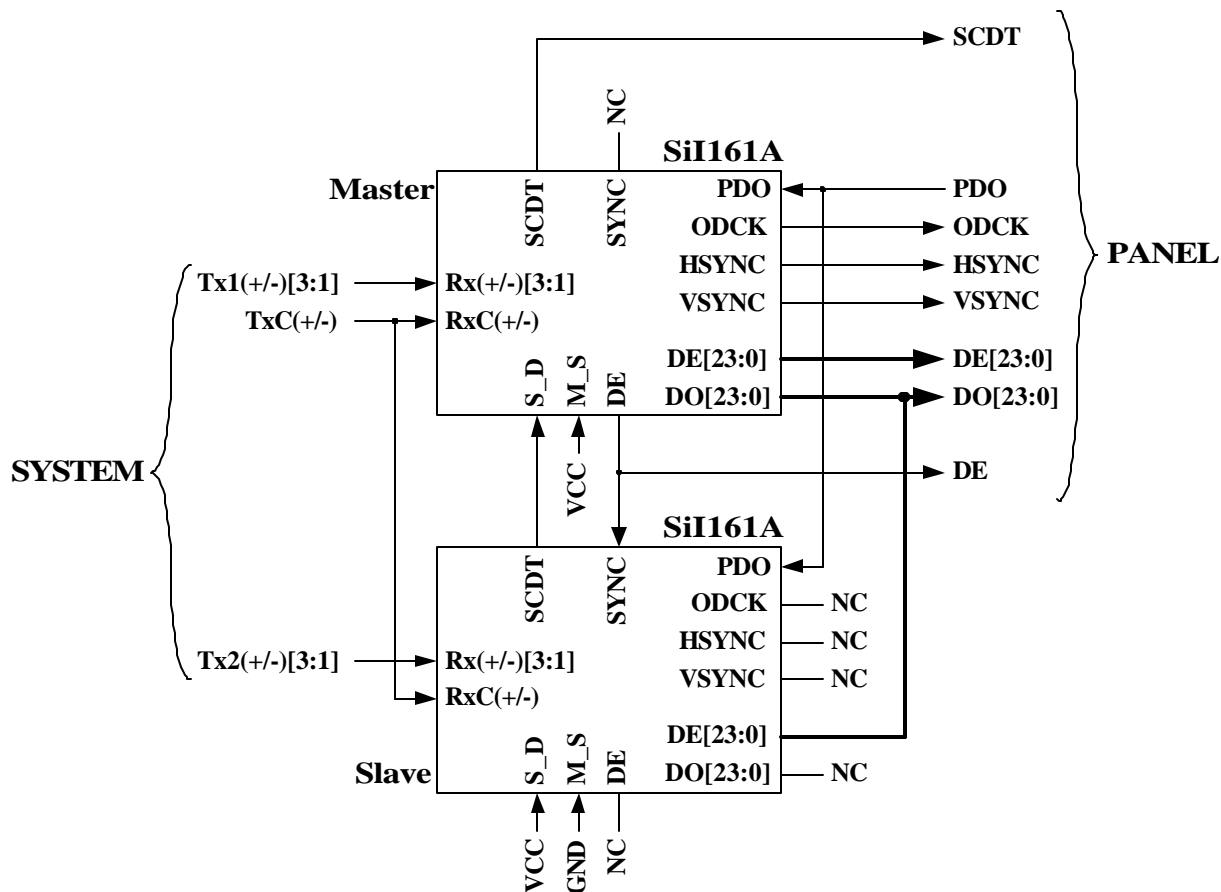 SCDT
NC
SiI161A
Master
SCDT
SYNC
PDO
PDO
ODCK
ODCK
HSYNC
HSYNC
PANEL
Tx1(+/-)[3:1]
Rx(+/-)[3:1]
VSYNC
VSYNC
TxC(+/-)
RxC(+/-)
DE[23:0]
DE[23:0]
S_D
M_S
DE
DO[23:0]
DO[23:0]
SYSTEM
VCC
DE
SiI161A
SCDT
SYNC
PDO
ODCK
NC
HSYNC
NC
Tx2(+/-)[3:1]
Rx(+/-)[3:1]
VSYNC
NC
RxC(+/-)
DE[23:0]
Slave
S_D
M_S
DE
DO[23:0]
NC
VCC
GND
NC